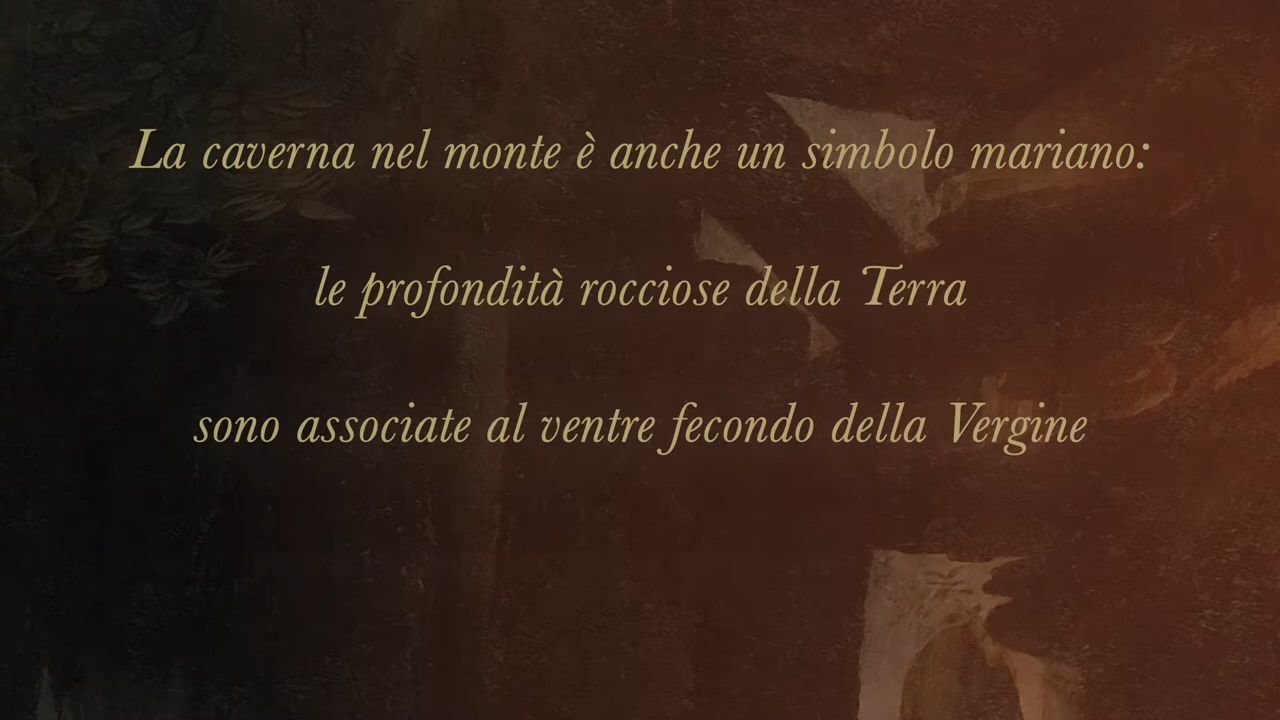 La caverna nel monte è anche un simbolo mariano:
le profondità rocciose della Terra
sono associate al ventre fecondo della Vergine